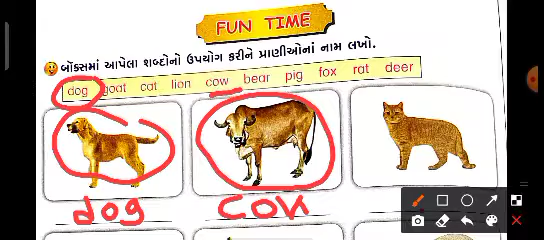 FUN TIME
બૉક્સમાં આપેલા શબ્દોનો ઉપયોગ કરીને પ્રાણીઓનાં નામ લખો.
dog goat cat lion cow bear pig fox rat deer
dog cow